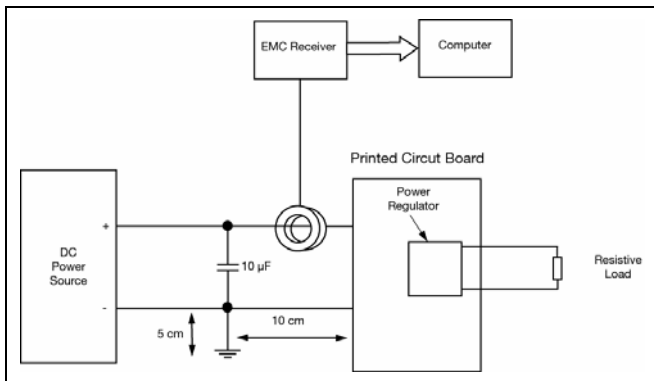 EMC Receiver
Computer
Printed Circut Board
Power
Regulator
+
DC
Power
Source
-
10 µF
Resistive
Load
5 cm
10 cm